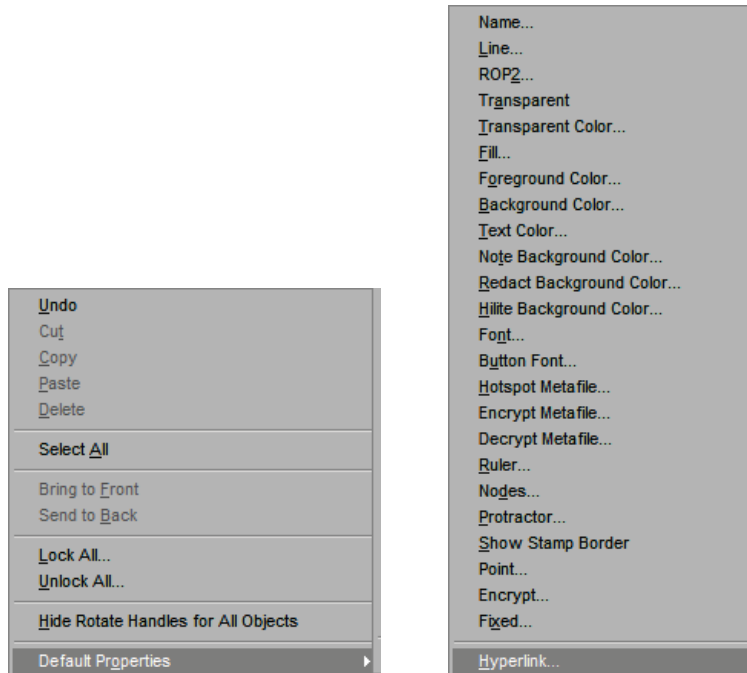 Undo
Cut
Copy
Paste
Delete
Select All
Bring to Front
Send to Back
Lock All...
Unlock All...
Hide Rotate Handles for All Objects
Default Properties
Name...
Line...
ROP2...
Transparent
Transparent Color...
Fill...
Foreground Color...
Background Color...
Text Color...
Note Background Color...
Redact Background Color...
Hilite Background Color...
Font...
Button Font...
Hotspot Metafile...
Encrypt Metafile...
Decrypt Metafile...
Ruler...
Nodes...
Protractor...
Show Stamp Border
Point...
Encrypt...
Fixed...
Hyperlink...